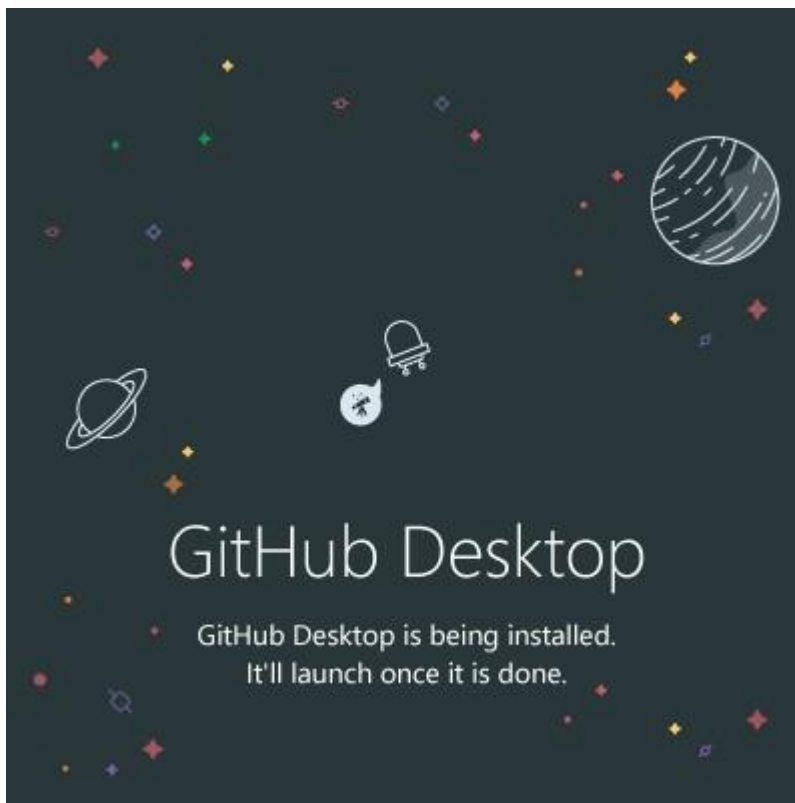 GitHub Desktop
GitHub Desktop is being installed.
It'll launch once it is done.